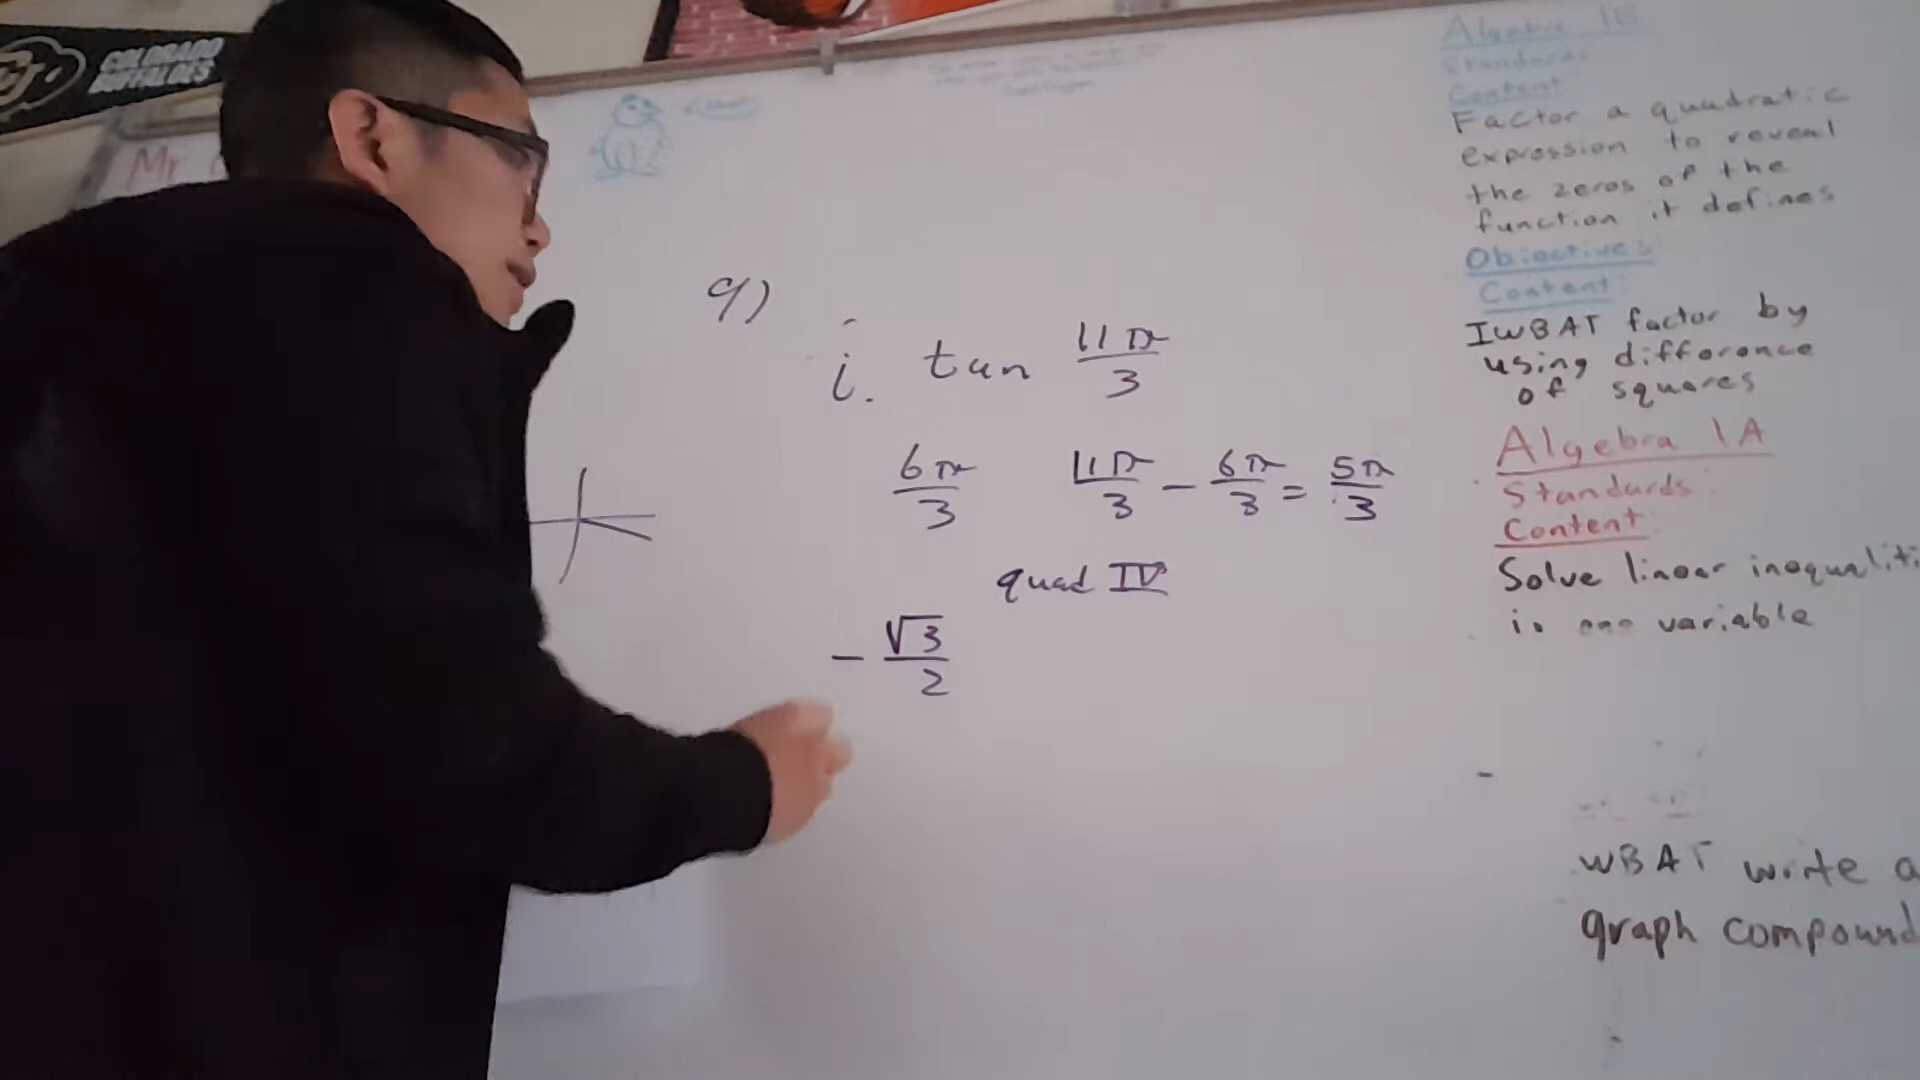 COLORADO
BUFFALOES
Mr
9)
i. tan 11π/3
6π/3 11π/3 - 6π/3 = 5π/3
quad IV
- √3/2
Algebra 1B
Standards
Content
Factor a quadratic
expression to reveal
the zeros of the
function it defines
Objectives:
Content:
IWBAT factor by
using difference
of squares
Algebra 1A
Standards:
Content:
Solve linear inequaliti
in one variable
WBAT write a
graph compound